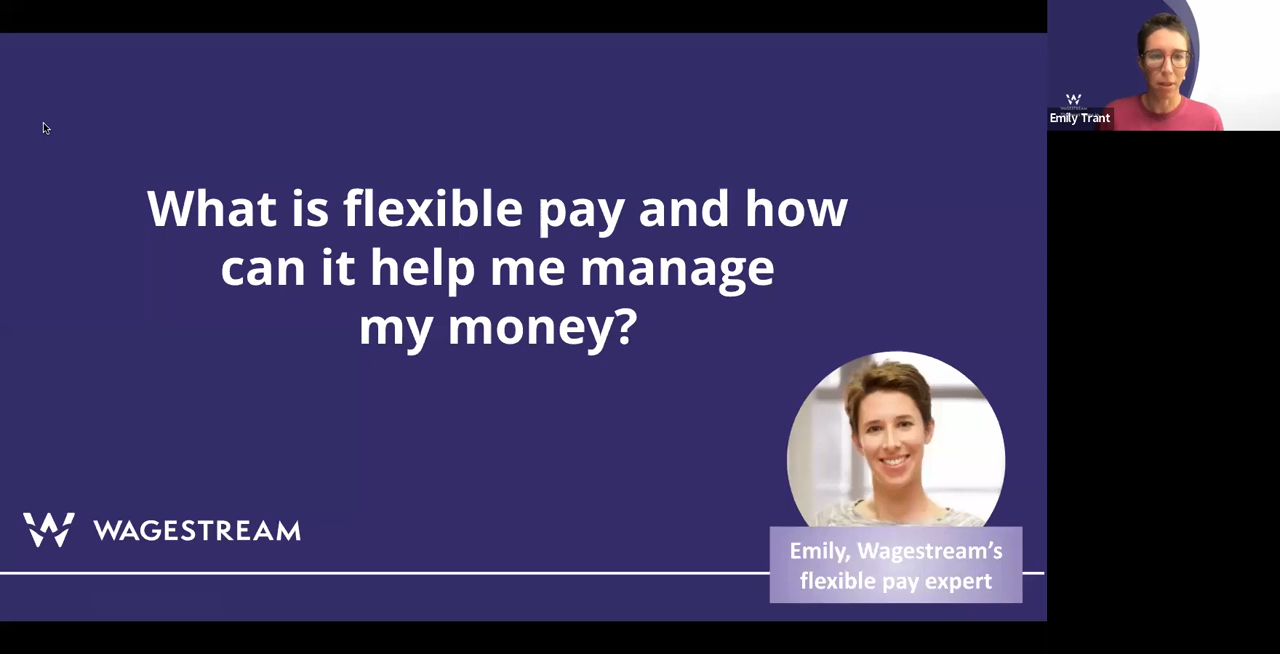 What is flexible pay and how
can it help me manage
my money?
WAGESTREAM
Emily, Wagestream's
flexible pay expert
Emily Trant
WAGESTREAM